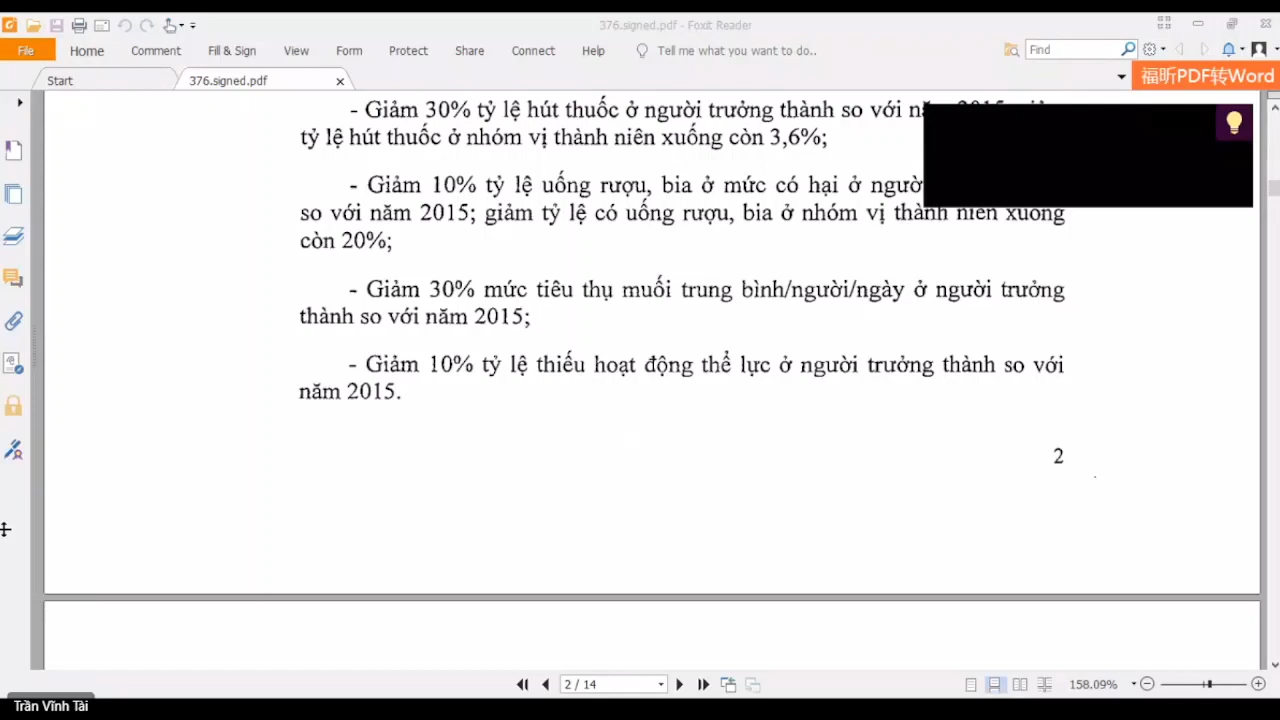 376.signed.pdf - Foxit Reader
File Home Comment Fill & Sign View Form Protect Share Connect Help Tell me what you want to do.. Find
Start 376.signed.pdf
福昕PDF转Word
- Giảm 30% tỷ lệ hút thuốc ở người trưởng thành so với
tỷ lệ hút thuốc ở nhóm vị thành niên xuống còn 3,6%;
- Giảm 10% tỷ lệ uống rượu, bia ở mức có hại ở
so với năm 2015; giảm tỷ lệ có uống rượu, bia ở nhóm vị thành niên xuống
còn 20%;
- Giảm 30% mức tiêu thụ muối trung bình/người/ngày ở người trưởng
thành so với năm 2015;
- Giảm 10% tỷ lệ thiếu hoạt động thể lực ở người trưởng thành so với
năm 2015.
2
2 / 14
158.09%
Trần Vĩnh Tài